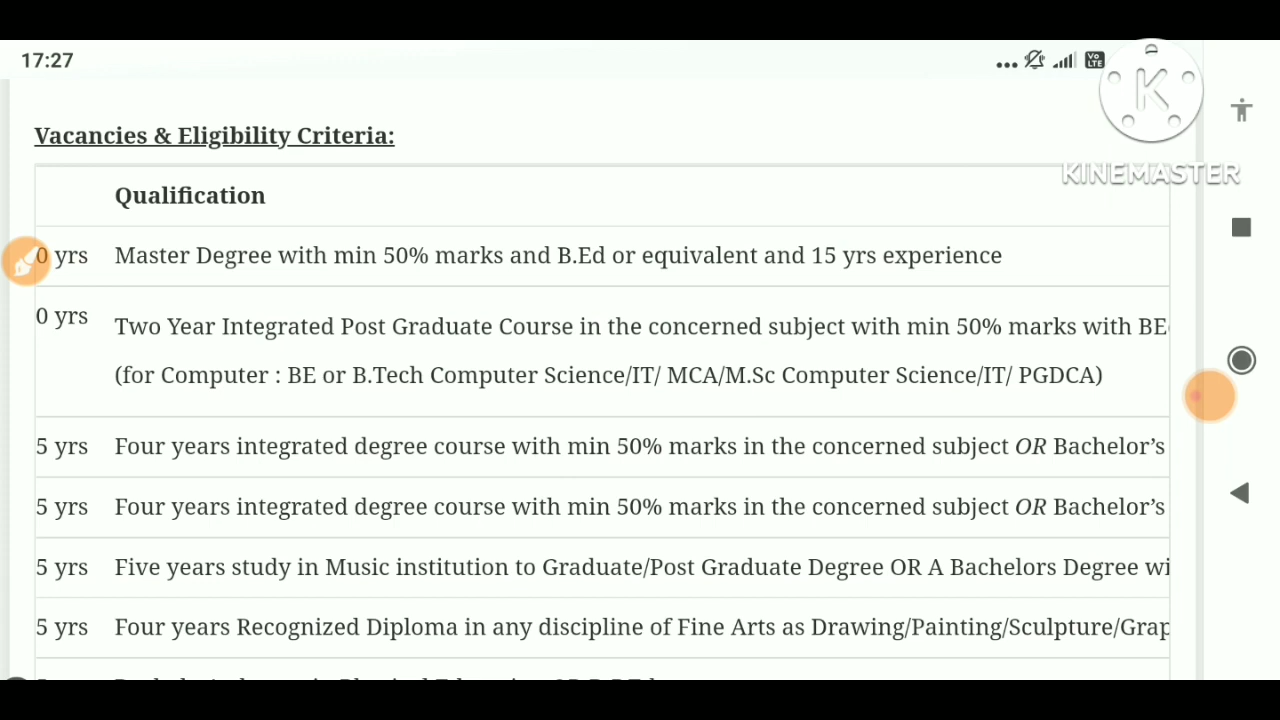 17:27
Vo LTE
K
KINEMASTER
Vacancies & Eligibility Criteria:
Qualification
0 yrs Master Degree with min 50% marks and B.Ed or equivalent and 15 yrs experience
0 yrs Two Year Integrated Post Graduate Course in the concerned subject with min 50% marks with BE
(for Computer : BE or B.Tech Computer Science/IT/ MCA/M.Sc Computer Science/IT/ PGDCA)
5 yrs Four years integrated degree course with min 50% marks in the concerned subject OR Bachelor’s
5 yrs Four years integrated degree course with min 50% marks in the concerned subject OR Bachelor’s
5 yrs Five years study in Music institution to Graduate/Post Graduate Degree OR A Bachelors Degree wi
5 yrs Four years Recognized Diploma in any discipline of Fine Arts as Drawing/Painting/Sculpture/Grap